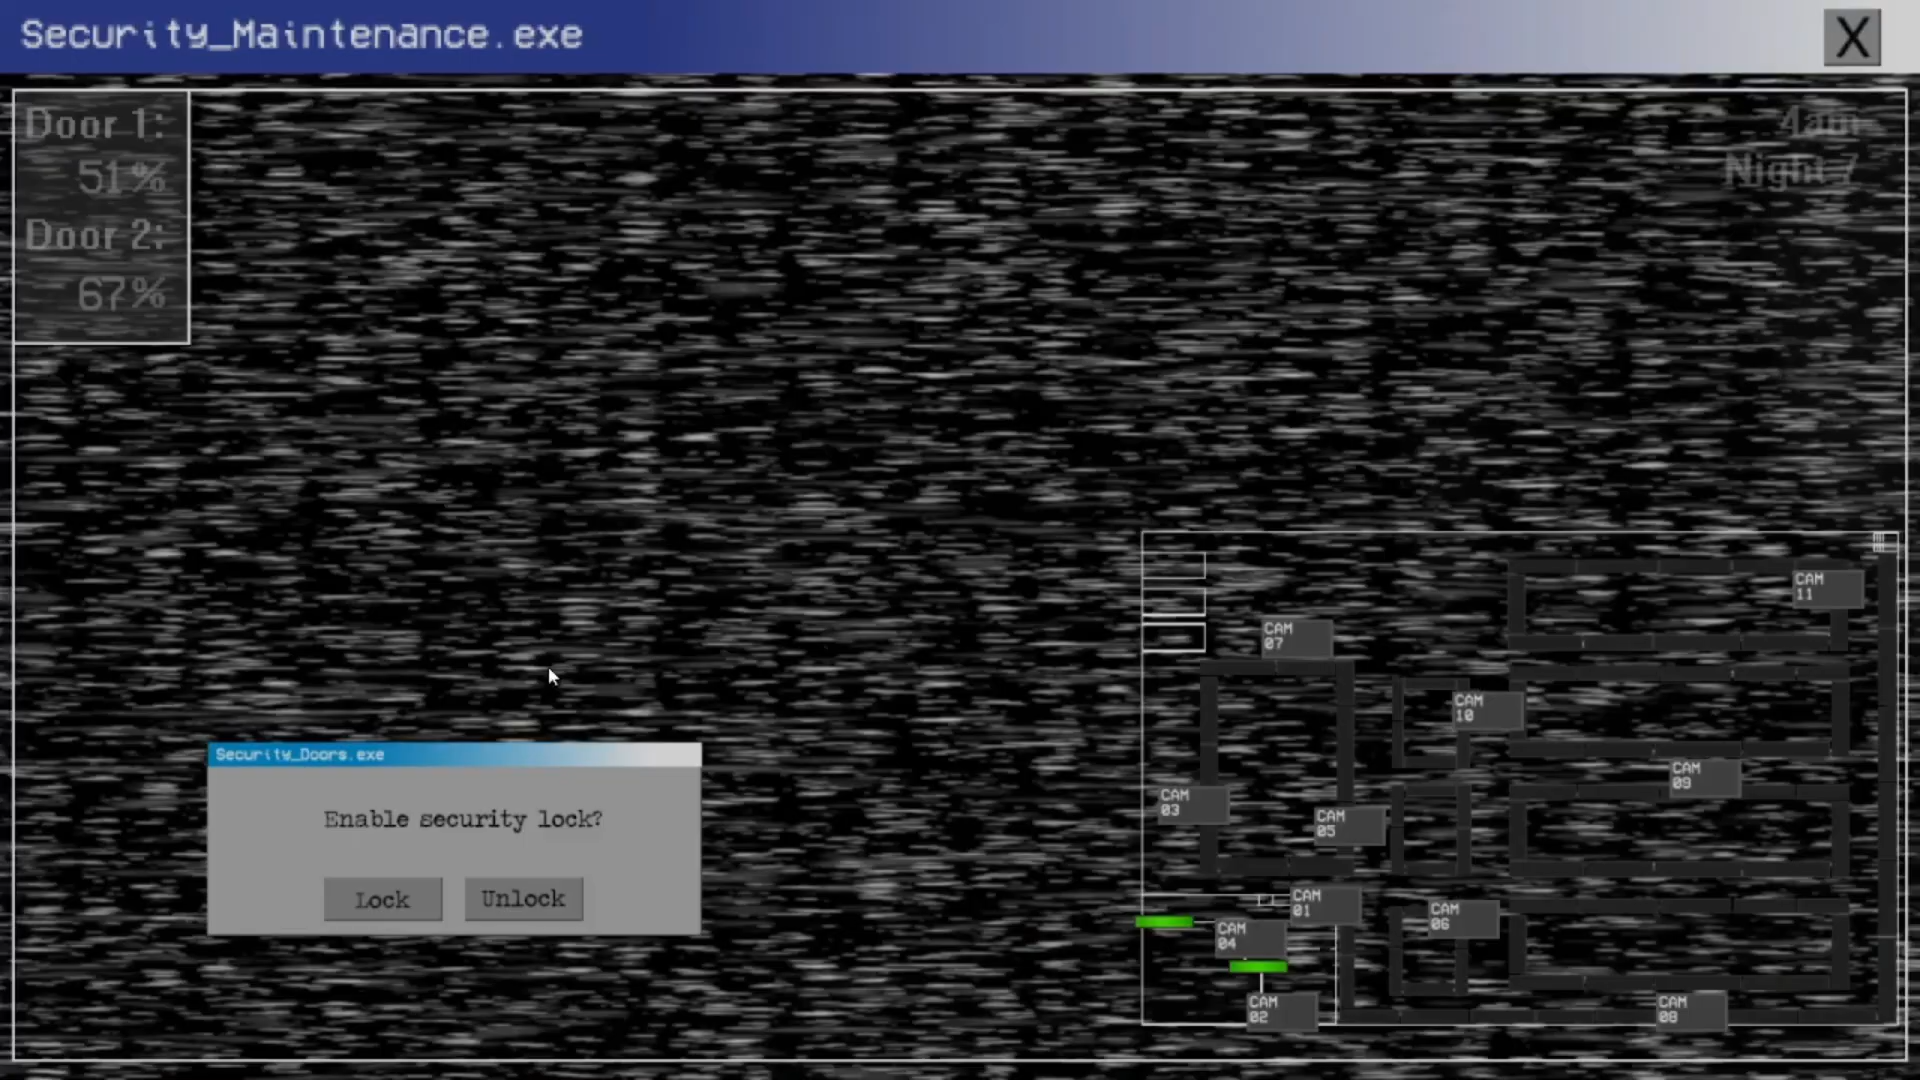 Security_Maintenance.exe
X
Door 1:
51%
Door 2:
67%
4am
Night 7
CAM
11
CAM
07
CAM
10
CAM
09
CAM
03
CAM
05
CAM
01
CAM
06
CAM
04
CAM
02
CAM
08
Security_Doors.exe
Enable security lock?
Lock
Unlock